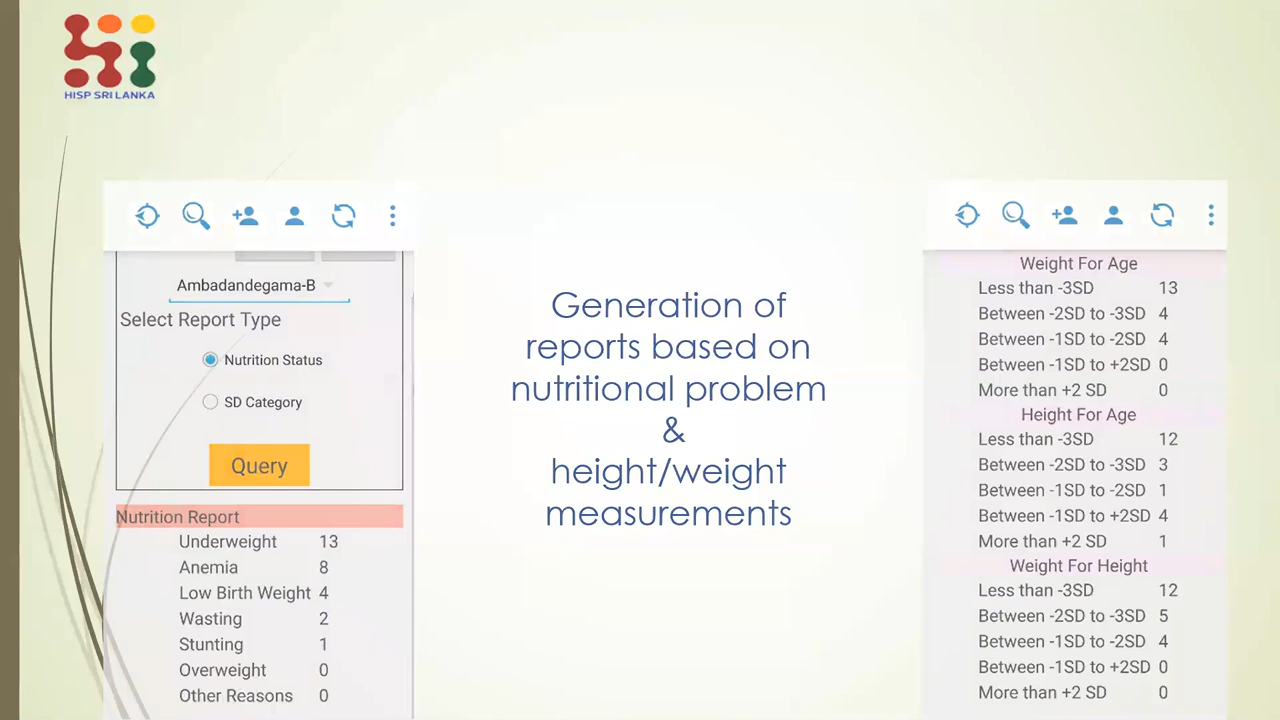 HISP SRI LANKA
Ambadandegama-B
Select Report Type
Nutrition Status
SD Category
Query
Nutrition Report
Underweight 13
Anemia 8
Low Birth Weight 4
Wasting 2
Stunting 1
Overweight 0
Other Reasons 0
Generation of
reports based on
nutritional problem
&
height/weight
measurements
Weight For Age
Less than -3SD 13
Between -2SD to -3SD 4
Between -1SD to -2SD 4
Between -1SD to +2SD 0
More than +2 SD 0
Height For Age
Less than -3SD 12
Between -2SD to -3SD 3
Between -1SD to -2SD 1
Between -1SD to +2SD 4
More than +2 SD 1
Weight For Height
Less than -3SD 12
Between -2SD to -3SD 5
Between -1SD to -2SD 4
Between -1SD to +2SD 0
More than +2 SD 0